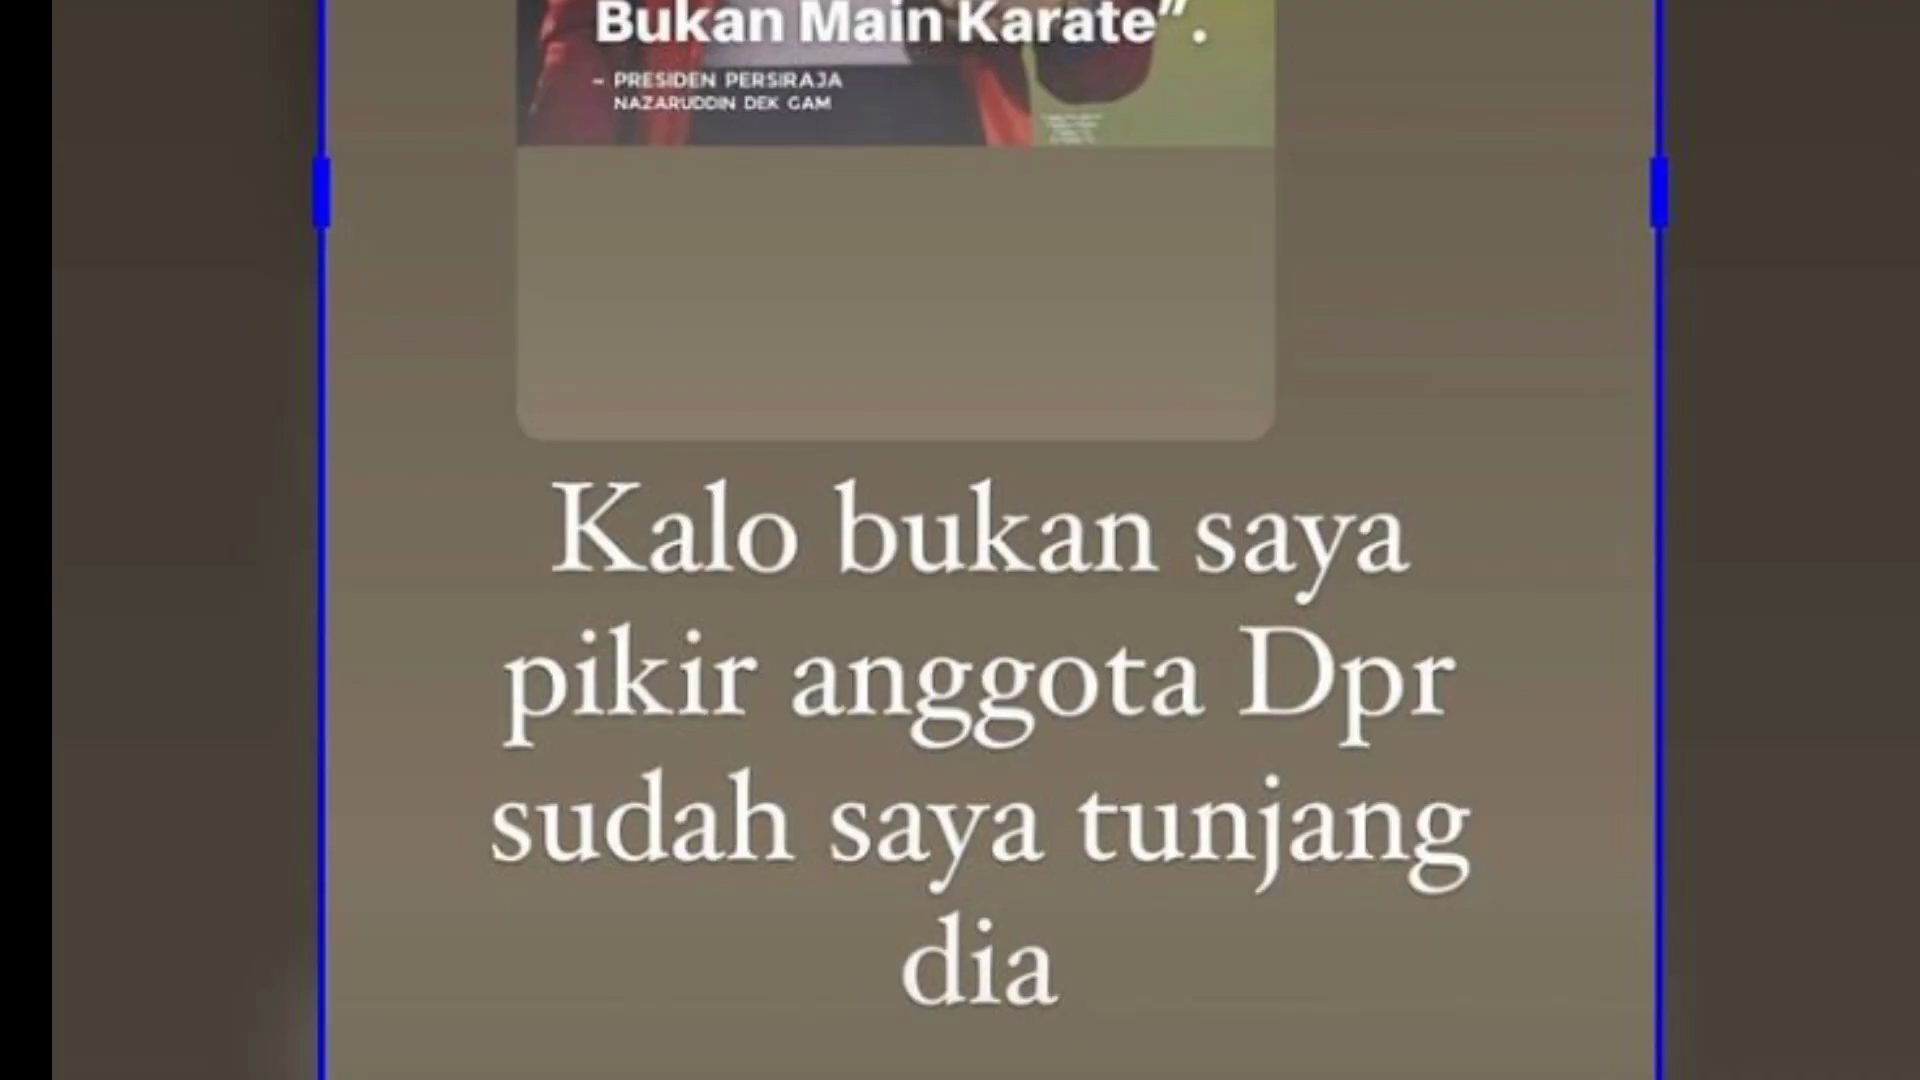 Bukan Main Karate”.
– PRESIDEN PERSIRAJA
NAZARUDDIN DEK GAM
Kalo bukan saya
pikir anggota Dpr
sudah saya tunjang
dia